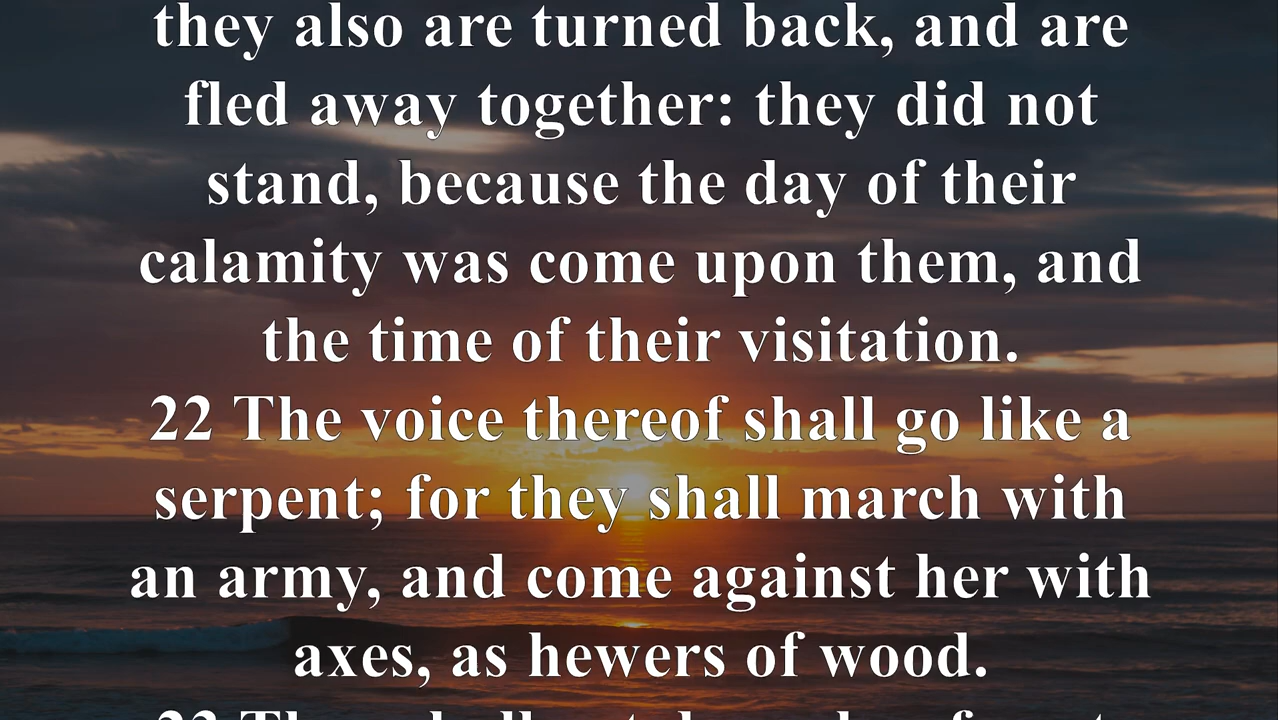 they also are turned back, and are
fled away together: they did not
stand, because the day of their
calamity was come upon them, and
the time of their visitation.
22 The voice thereof shall go like a
serpent; for they shall march with
an army, and come against her with
axes, as hewers of wood.